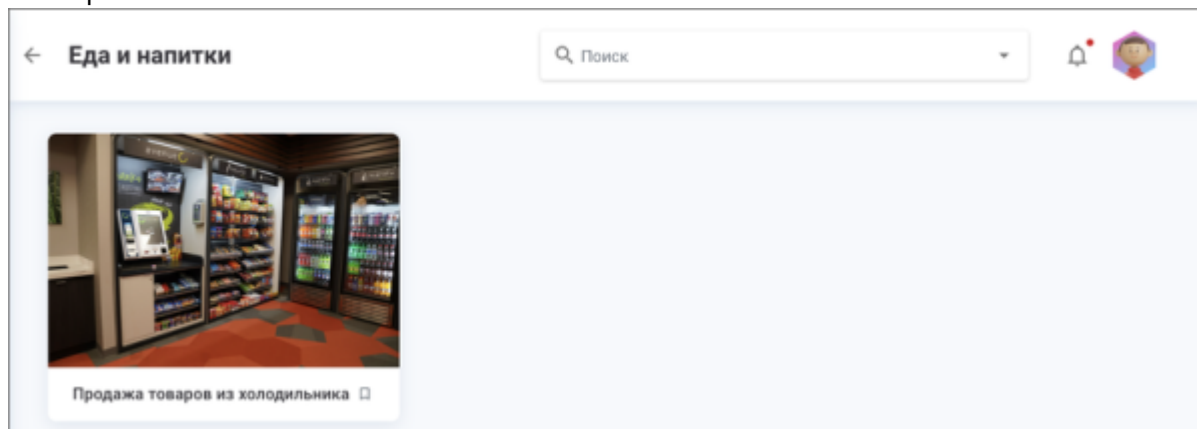 Еда и напитки
Поиск
Продажа товаров из холодильника